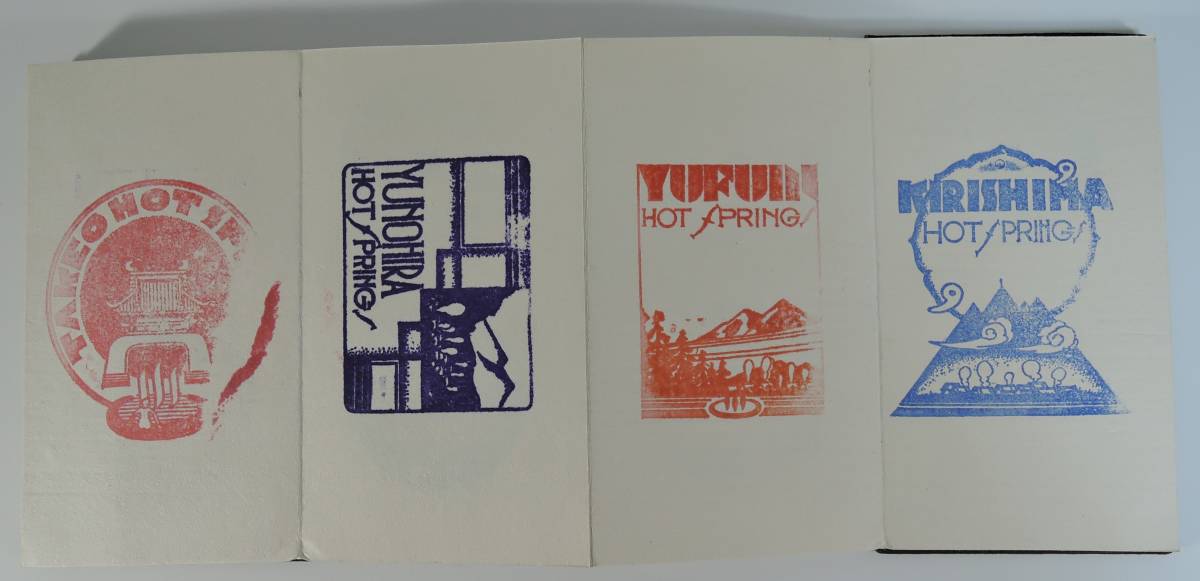 TAKEO HOT
YUNOHIRA
HOT SPRINGS
YUFUIN
HOT SPRINGS
KIRISHIMA
HOT SPRINGS